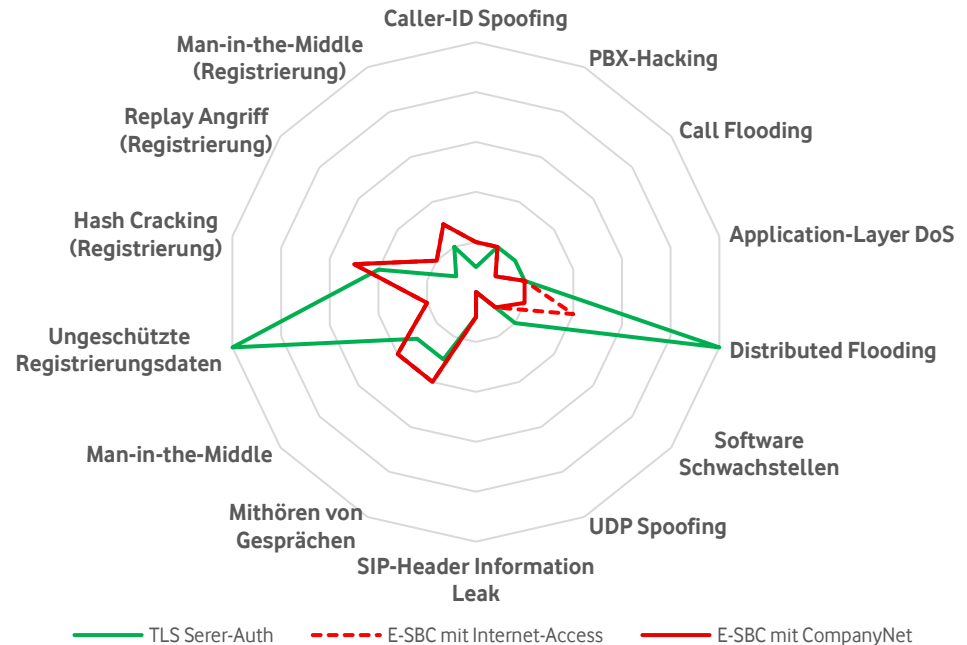 Caller-ID Spoofing
Man-in-the-Middle
(Registrierung)
PBX-Hacking
Replay Angriff
(Registrierung)
Call Flooding
Hash Cracking
(Registrierung)
Application-Layer DoS
Ungeschützte
Registrierungsdaten
Distributed Flooding
Man-in-the-Middle
Software
Schwachstellen
Mithören von
Gesprächen
UDP Spoofing
SIP-Header Information
Leak
TLS Serer-Auth
E-SBC mit Internet-Access
E-SBC mit CompanyNet